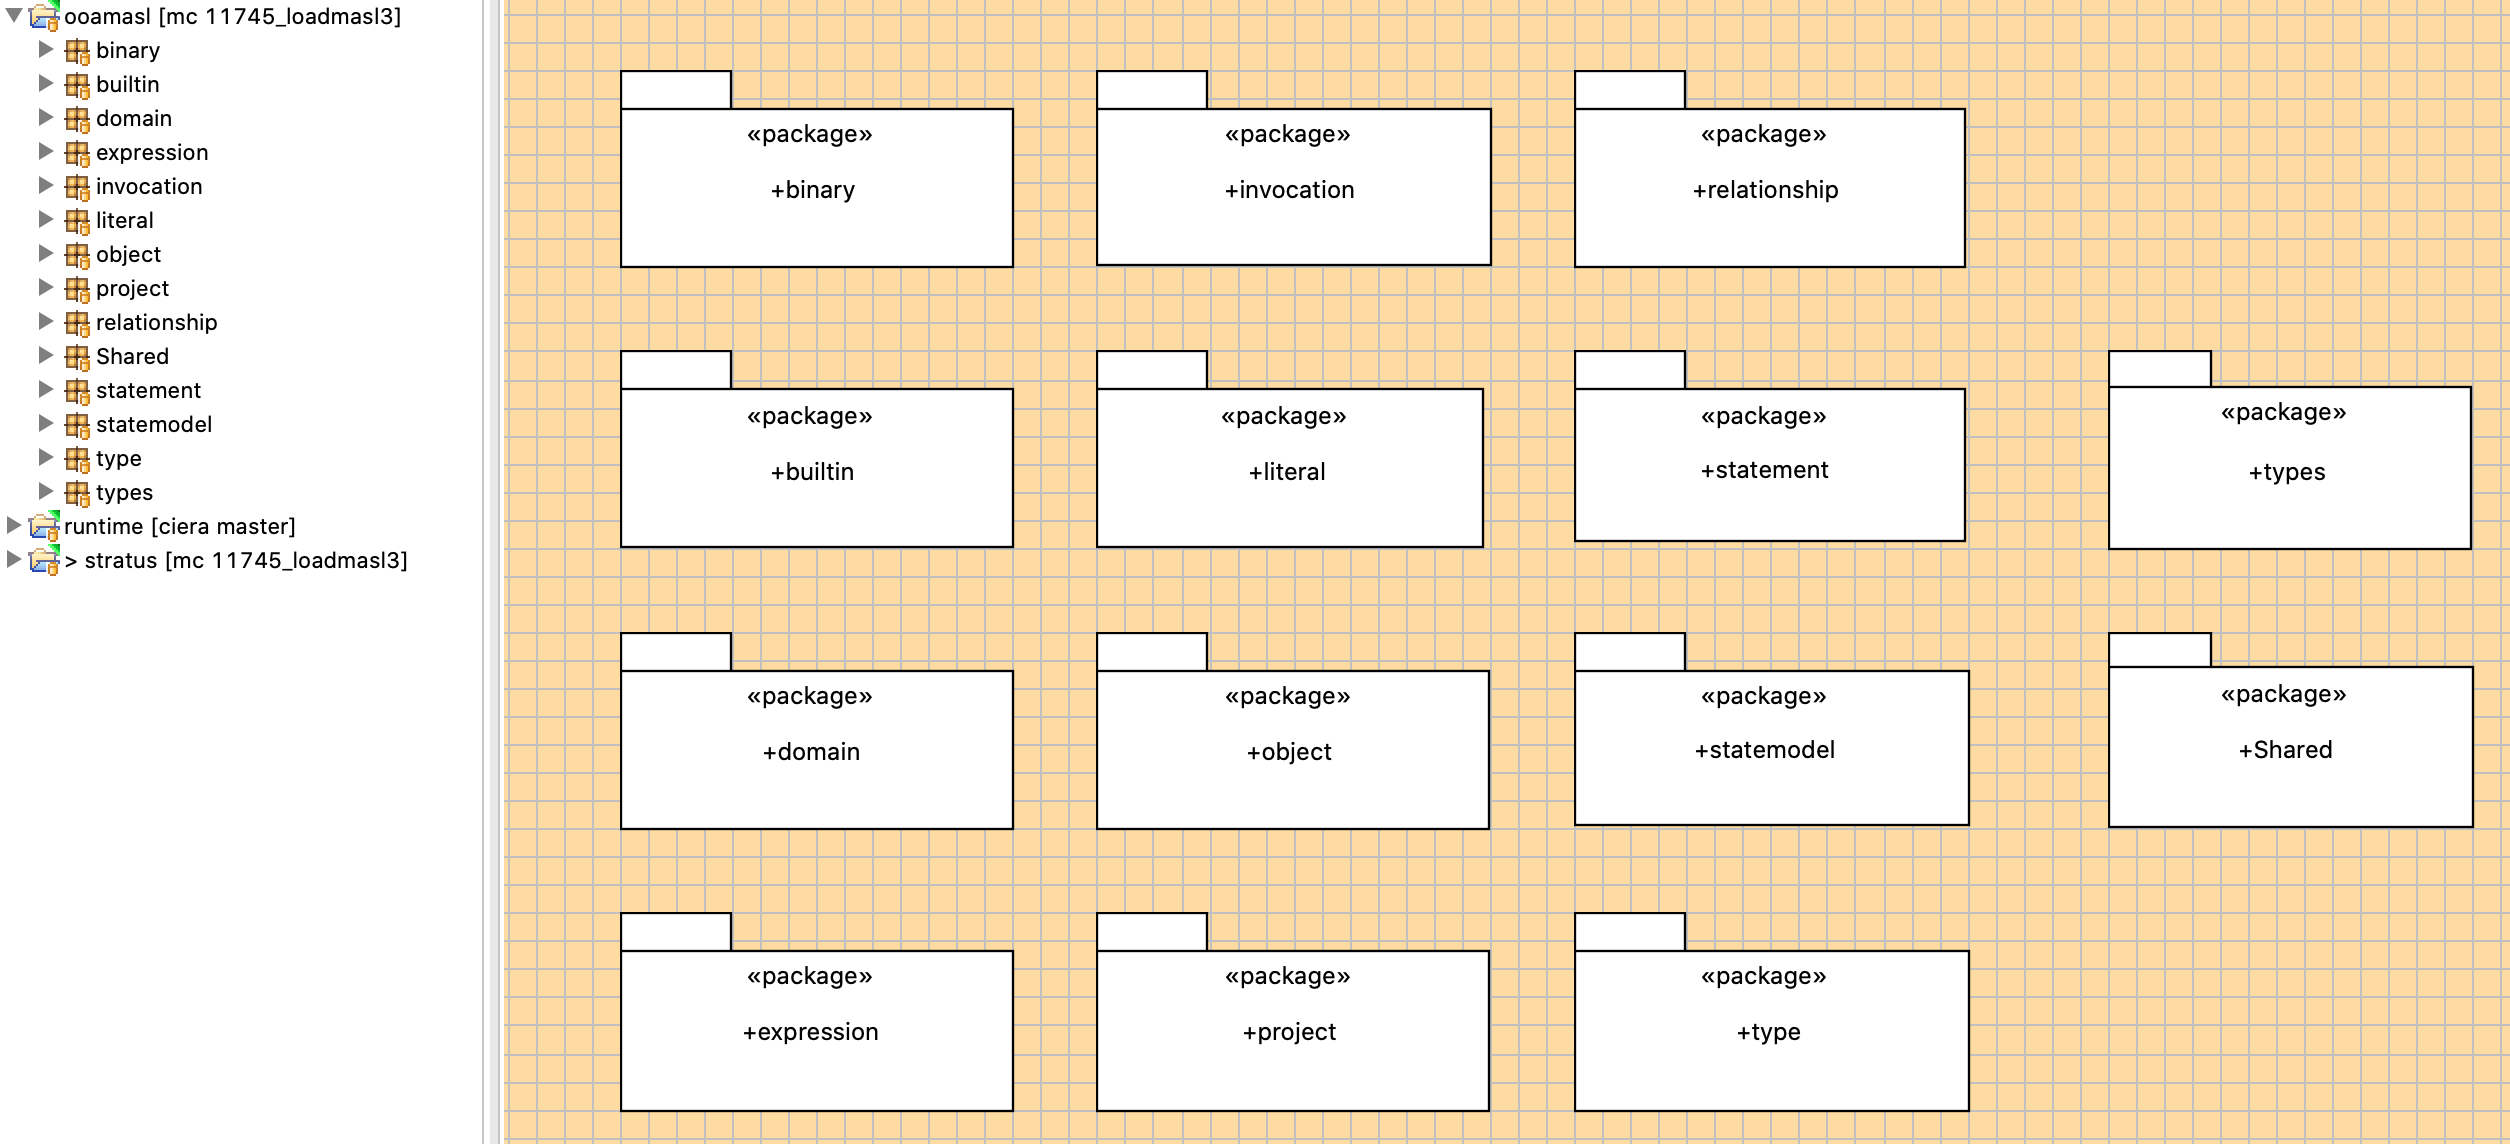 ooamasl [mc 11745_loadmasl3]
binary
builtin
domain
expression
invocation
literal
object
project
relationship
Shared
statement
statemodel
type
types
runtime [ciera master]
> stratus [mc 11745_loadmasl3]
«package»
+binary
«package»
+invocation
«package»
+relationship
«package»
+builtin
«package»
+literal
«package»
+statement
«package»
+types
«package»
+domain
«package»
+object
«package»
+statemodel
«package»
+Shared
«package»
+expression
«package»
+project
«package»
+type